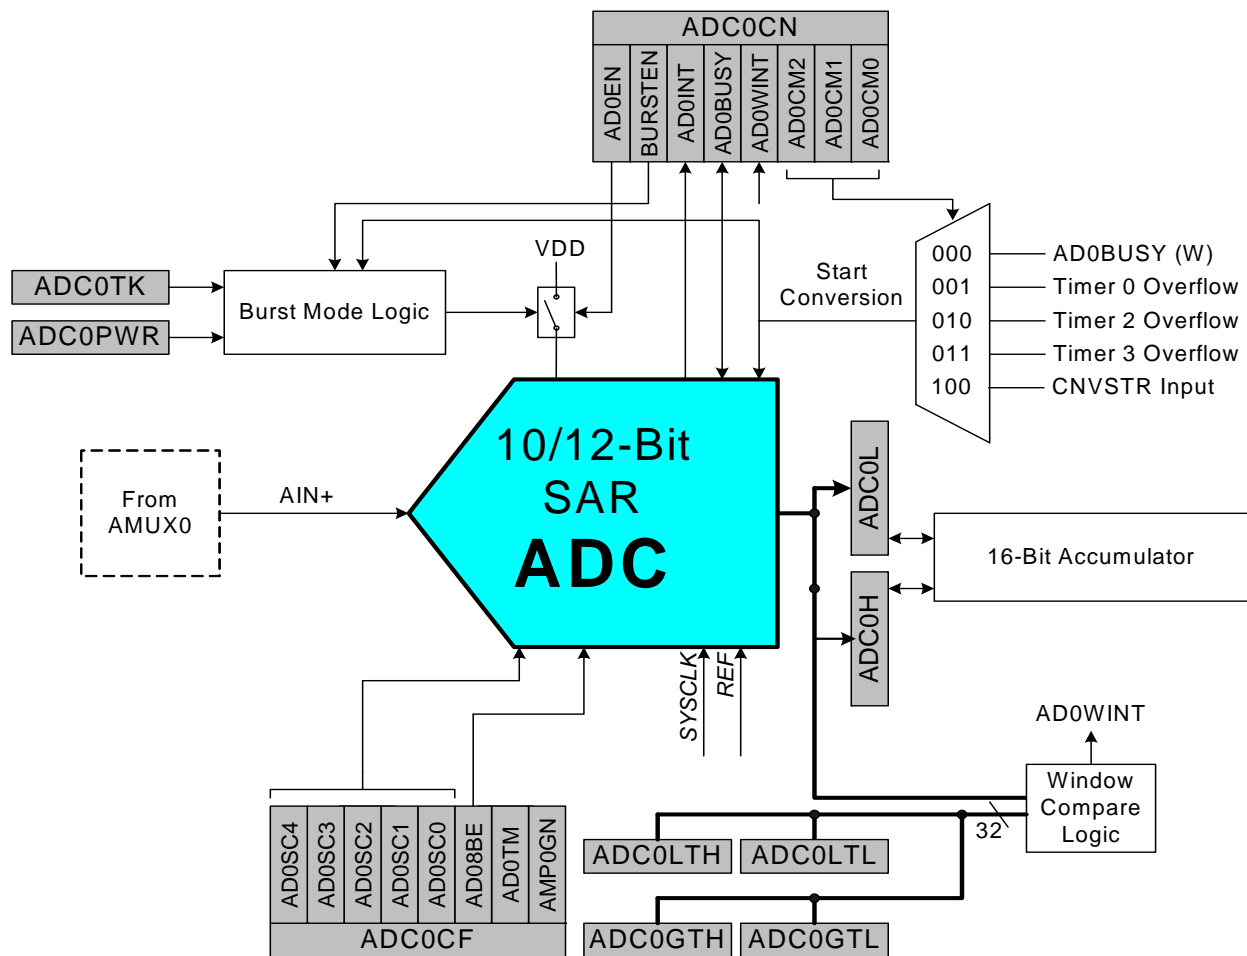 ADC0CN
AD0EN
BURSTEN
AD0INT
AD0BUSY
AD0WINT
AD0CM2
AD0CM1
AD0CM0
VDD
Start
Conversion
000
001
010
011
100
AD0BUSY (W)
Timer 0 Overflow
Timer 2 Overflow
Timer 3 Overflow
CNVSTR Input
ADC0TK
ADC0PWR
Burst Mode Logic
From
AMUX0
AIN+
10/12-Bit
SAR
ADC
ADC0L
ADC0H
16-Bit Accumulator
SYSCLK
REF
AD0WINT
Window
Compare
Logic
32
AD0SC4
AD0SC3
AD0SC2
AD0SC1
AD0SC0
AD08BE
AD0TM
AMP0GN
ADC0CF
ADC0LTH
ADC0LTL
ADC0GTH
ADC0GTL